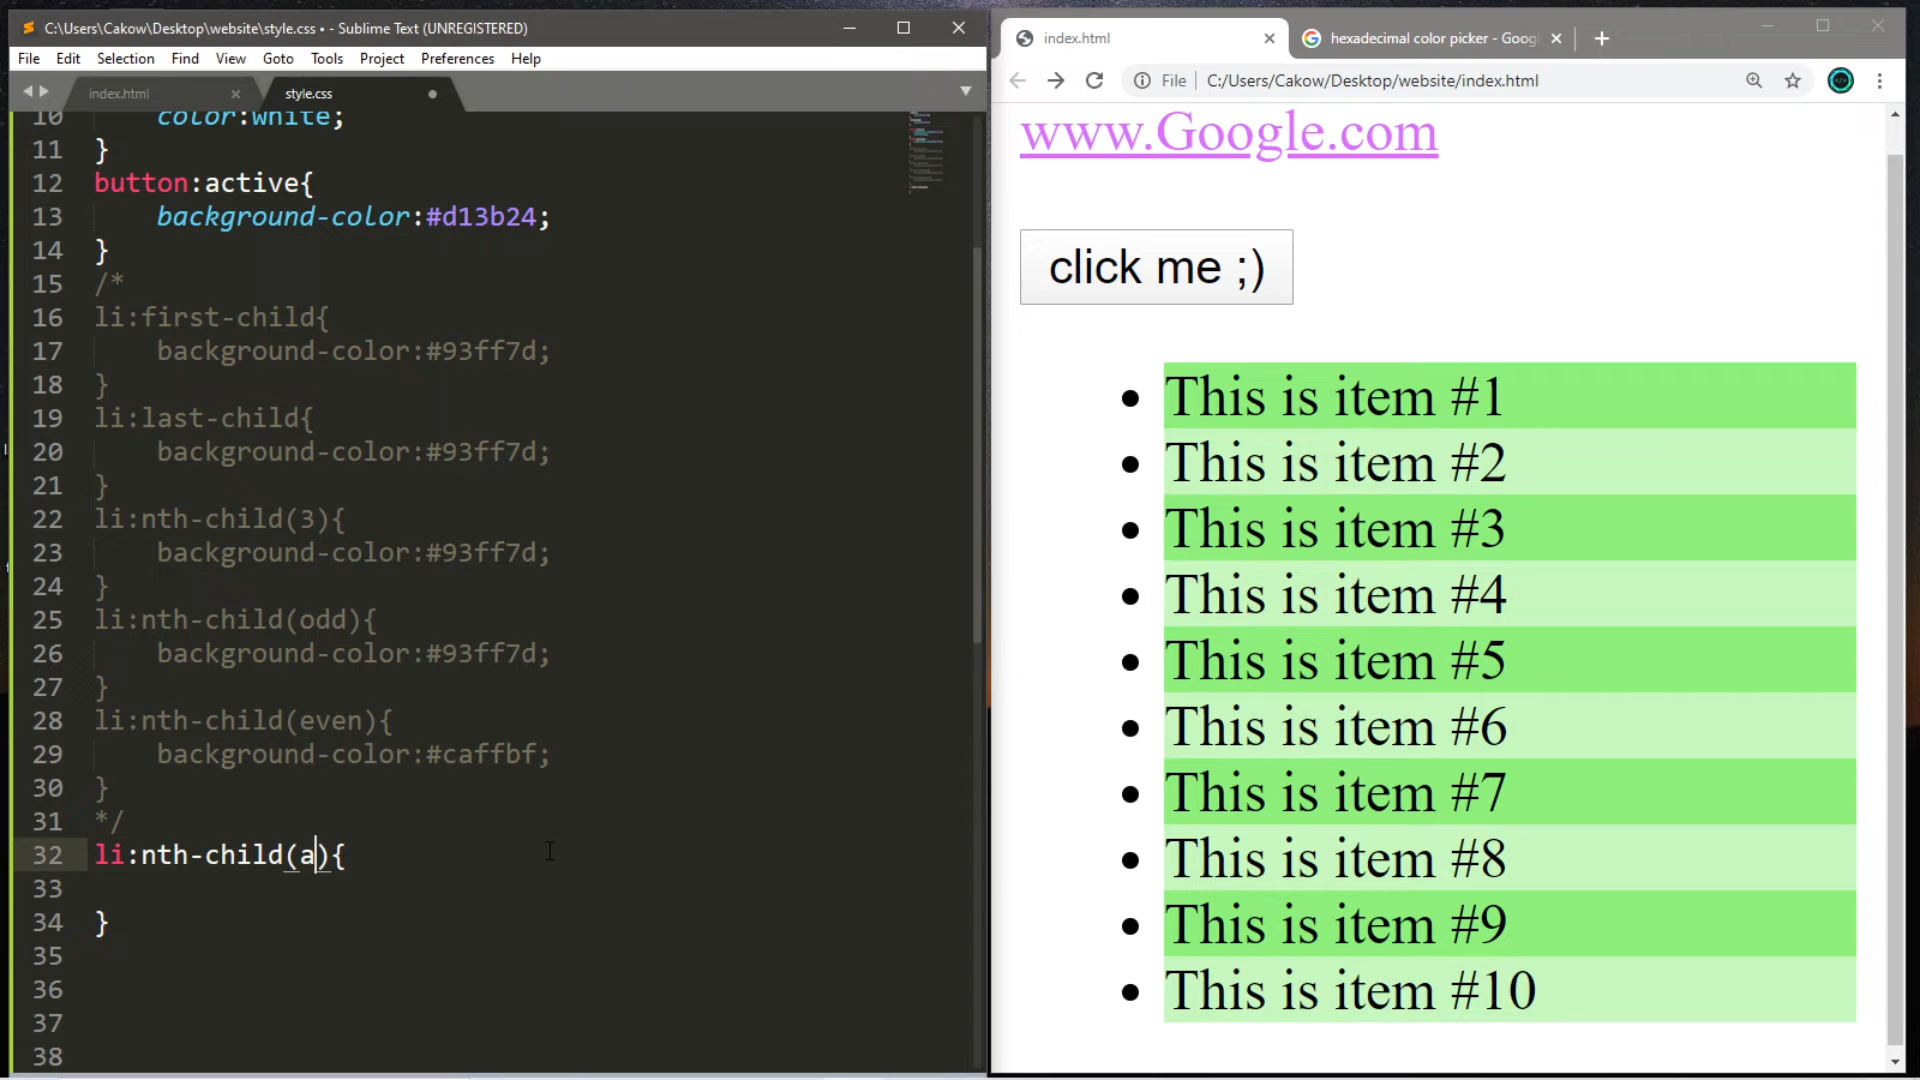 C:\Users\Cakow\Desktop\website\style.css • - Sublime Text (UNREGISTERED)
File Edit Selection Find View Goto Tools Project Preferences Help
index.html × style.css
10 color:white;
11 }
12 button:active{
13 background-color:#d13b24;
14 }
15 /*
16 li:first-child{
17 background-color:#93ff7d;
18 }
19 li:last-child{
20 background-color:#93ff7d;
21 }
22 li:nth-child(3){
23 background-color:#93ff7d;
24 }
25 li:nth-child(odd){
26 background-color:#93ff7d;
27 }
28 li:nth-child(even){
29 background-color:#caffbf;
30 }
31 */
32 li:nth-child(a){
33
34 }
35
36
37
38
index.html × hexadecimal color picker - Goog × +
File C:/Users/Cakow/Desktop/website/index.html
www.Google.com
click me ;)
• This is item #1
• This is item #2
• This is item #3
• This is item #4
• This is item #5
• This is item #6
• This is item #7
• This is item #8
• This is item #9
• This is item #10